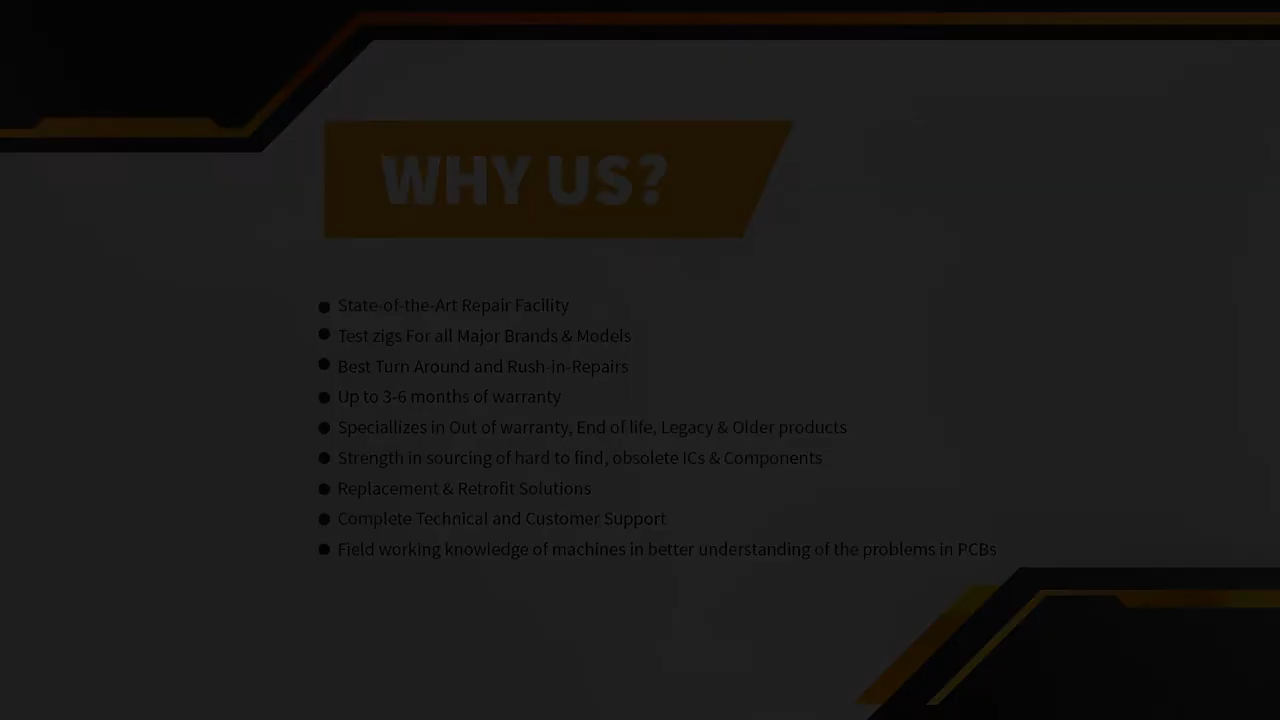 WHY US?
State-of-the-Art Repair Facility
Test zigs For all Major Brands & Models
Best Turn Around and Rush-in-Repairs
Up to 3-6 months of warranty
Speciallizes in Out of warranty, End of life, Legacy & Older products
Strength in sourcing of hard to find, obsolete ICs & Components
Replacement & Retrofit Solutions
Complete Technical and Customer Support
Field working knowledge of machines in better understanding of the problems in PCBs